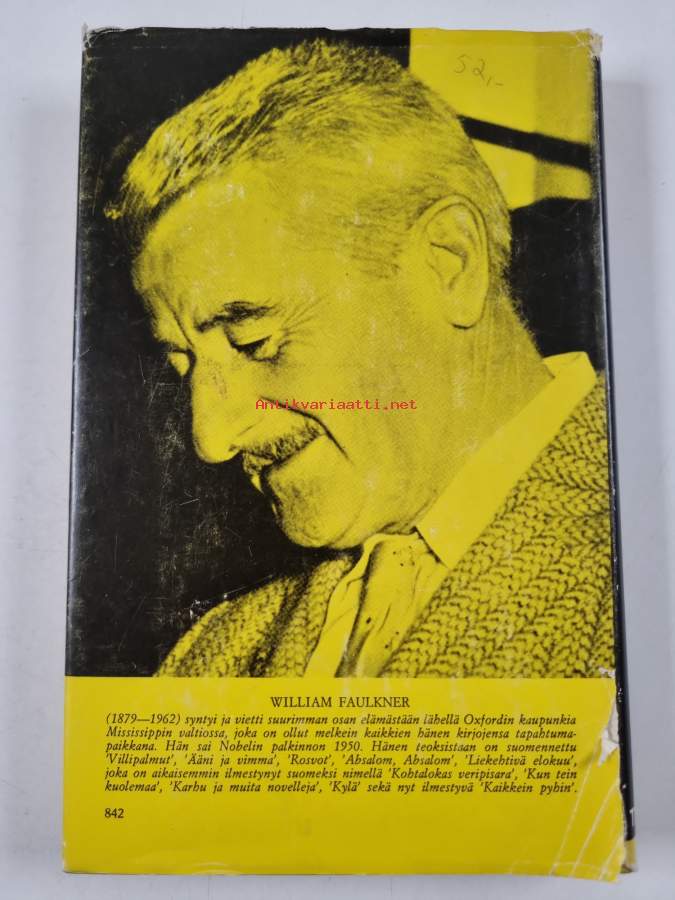 52,-
Antikvariaatti.net
WILLIAM FAULKNER
(1879—1962) syntyi ja vietti suurimman osan elämästään lähellä Oxfordin kaupunkia
Mississippin valtiossa, joka on ollut melkein kaikkien hänen kirjojensa tapahtuma-
paikkana. Hän sai Nobelin palkinnon 1950. Hänen teoksistaan on suomennettu
'Villipalmut', 'Ääni ja vimma', 'Rosvot', 'Absalom, Absalom', 'Liekehtivä elokuu',
joka on aikaisemmin ilmestynyt suomeksi nimellä 'Kohtalokas veripisara', 'Kun tein
kuolemaa', 'Karhu ja muita novelleja', 'Kylä' sekä nyt ilmestyvä 'Kaikkein pyhin'.
842